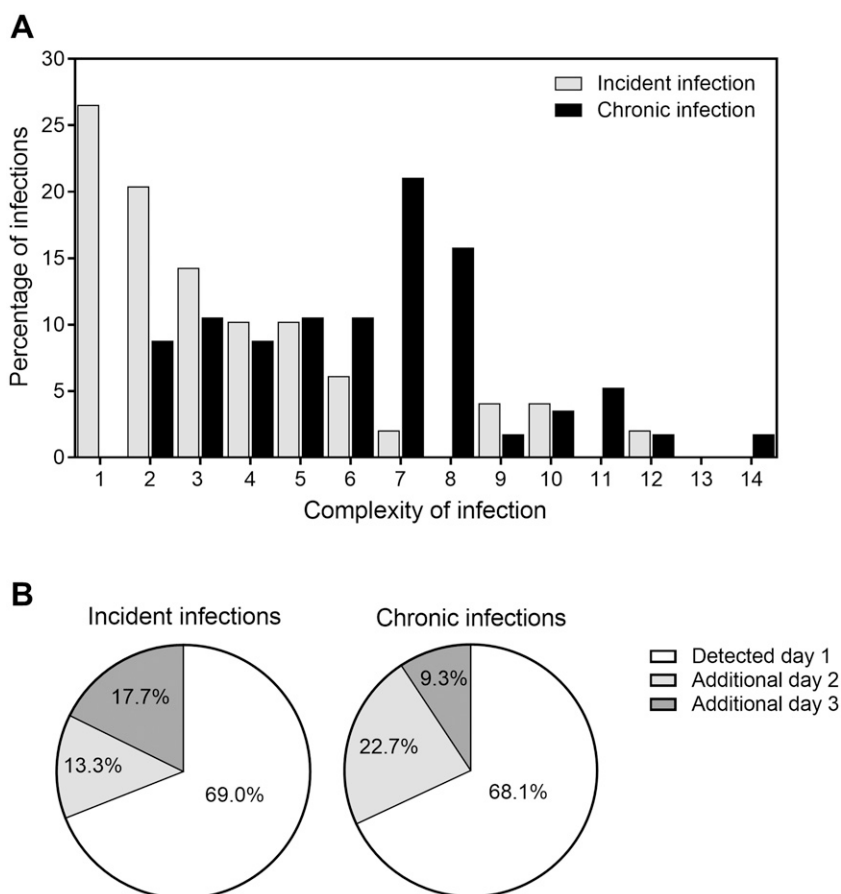 A
30
Incident infection
Chronic infection
25
20
15
10
5
0
Percentage of infections
1 2 3 4 5 6 7 8 9 10 11 12 13 14
Complexity of infection
B
Incident infections
Chronic infections
17.7%
13.3%
69.0%
9.3%
22.7%
68.1%
Detected day 1
Additional day 2
Additional day 3